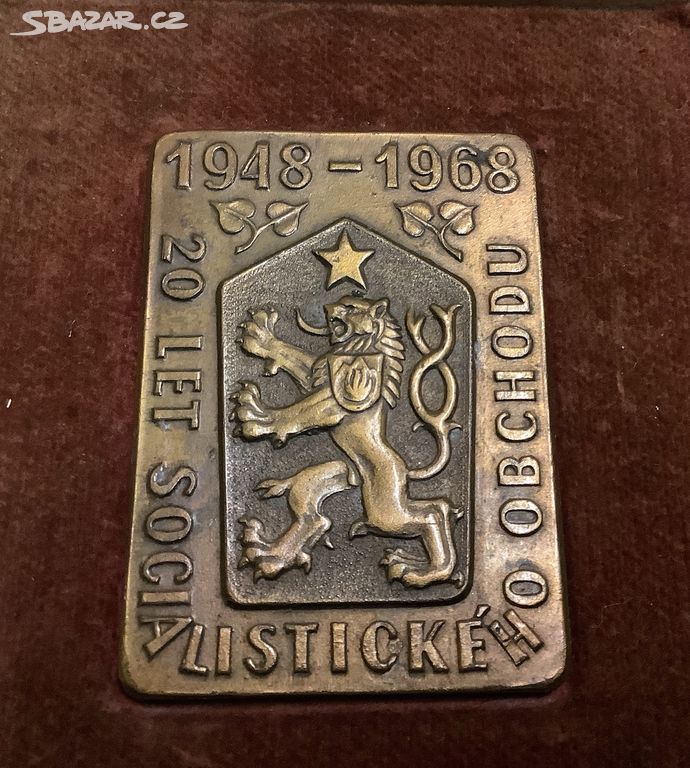 SBAZAR.CZ
1948 - 1968
20 LET SOCIALISTICKÉHO OBCHODU